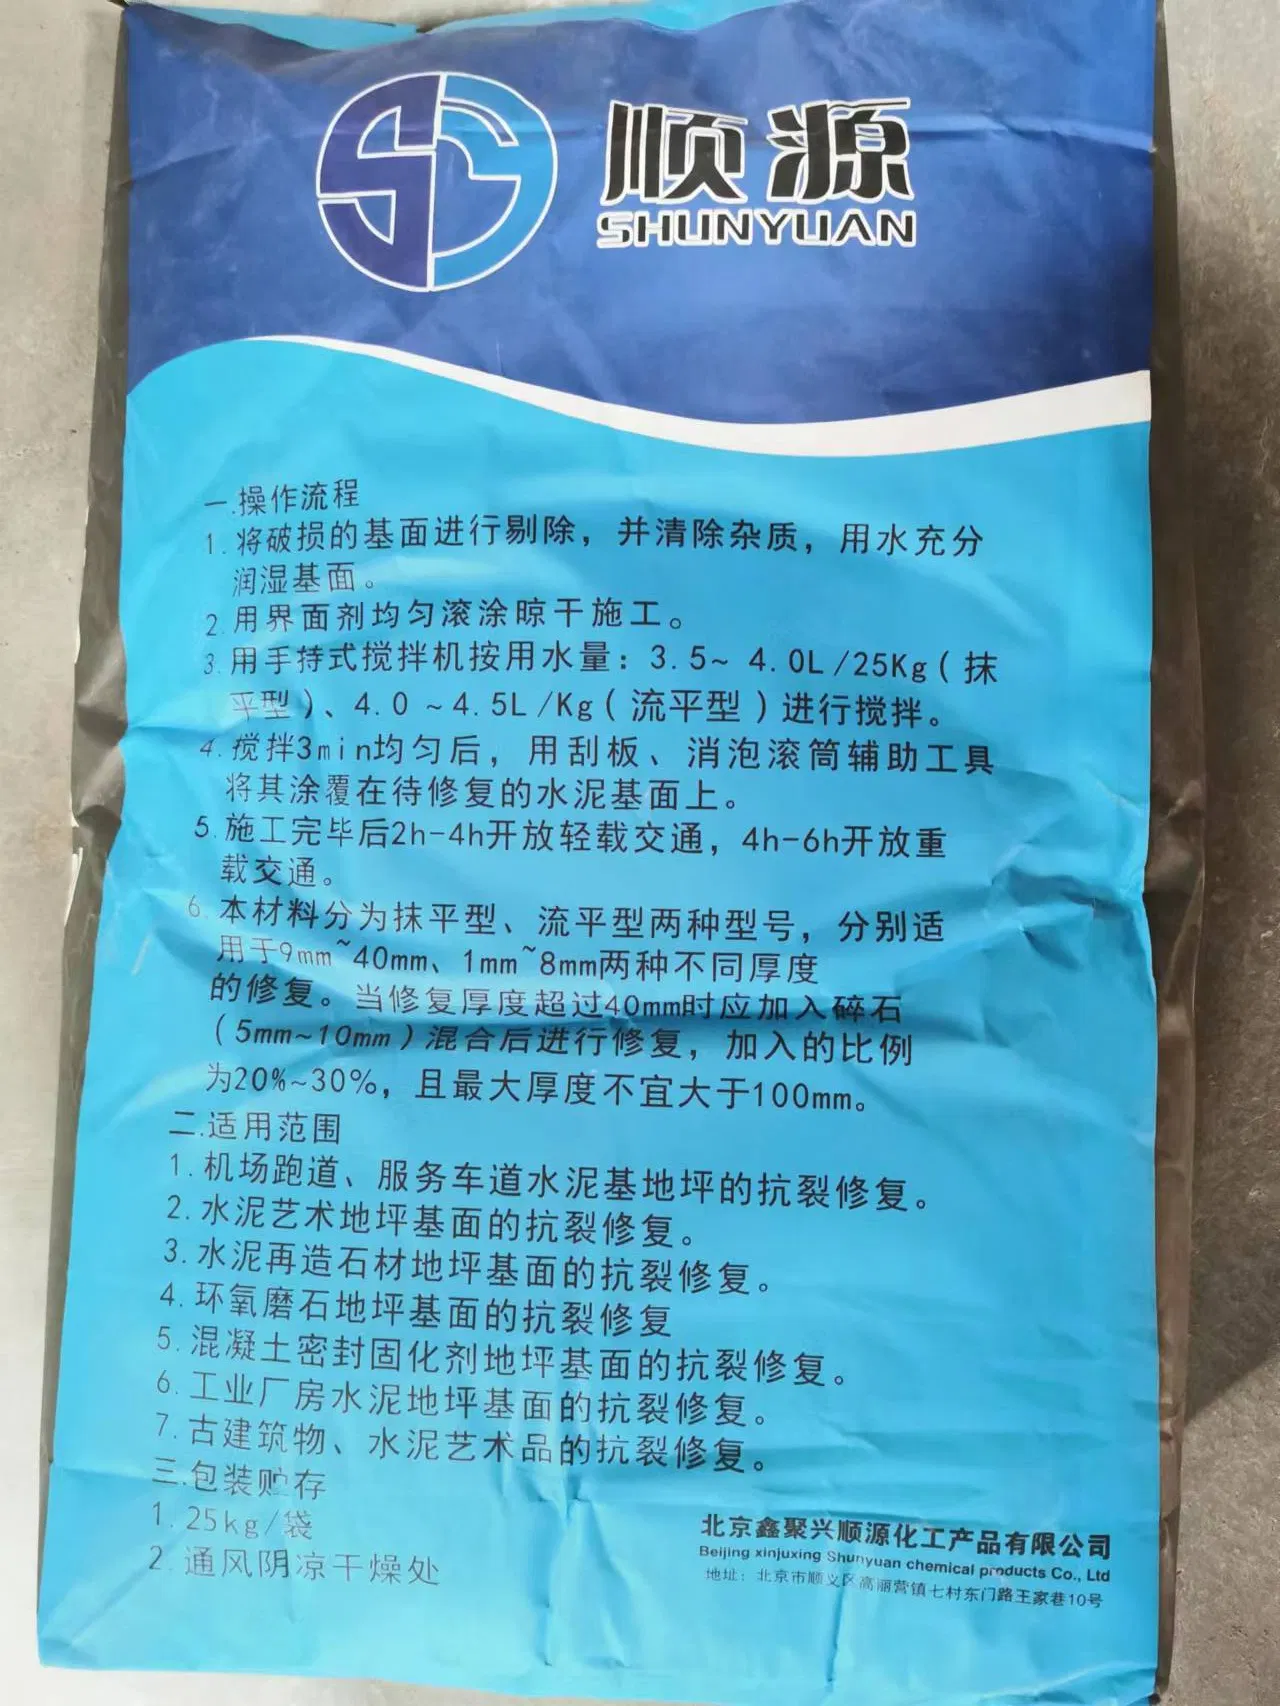 顺源
SHUNYUAN
一.操作流程
1.将破损的基面进行剔除，并清除杂质，用水充分
润湿基面。
2.用界面剂均匀滚涂晾干施工。
3.用手持式搅拌机按用水量：3.5~ 4.0L/25Kg(抹
平型)、4.0~4.5L/Kg(流平型)进行搅拌。
4.搅拌3min均匀后，用刮板、消泡滚筒辅助工具
将其涂覆在待修复的水泥基面上。
5.施工完毕后2h-4h开放轻载交通，4h-6h开放重
载交通。
6.本材料分为抹平型、流平型两种型号，分别适
用于9mm~40mm、1mm~8mm两种不同厚度
的修复。当修复厚度超过40mm时应加入碎石
(5mm~10mm)混合后进行修复，加入的比例
为20%~30%，且最大厚度不宜大于100mm。
二.适用范围
1.机场跑道、服务车道水泥基地坪的抗裂修复。
2.水泥艺术地坪基面的抗裂修复。
3.水泥再造石材地坪基面的抗裂修复。
4.环氧磨石地坪基面的抗裂修复
5.混凝土密封固化剂地坪基面的抗裂修复。
6.工业厂房水泥地坪基面的抗裂修复。
7.古建筑物、水泥艺术品的抗裂修复。
三.包装贮存
1.25kg/袋
2.通风阴凉干燥处
北京鑫聚兴顺源化工产品有限公司
Beijing xinjuxing Shunyuan chemical products Co., Ltd
地址：北京市顺义区高丽营镇七村东门路王家巷10号